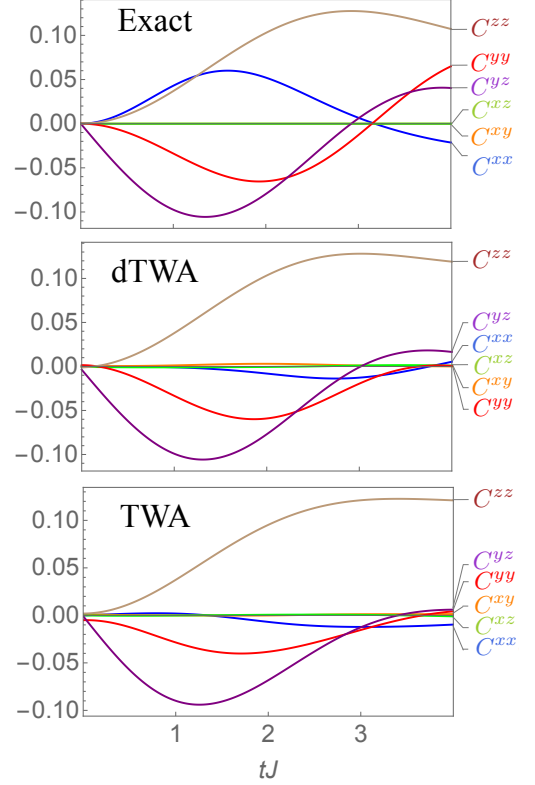 Exact
0.10
0.05
0.00
−0.05
−0.10
C^{zz}
C^{yy}
C^{yz}
C^{xz}
C^{xy}
C^{xx}
dTWA
0.10
0.05
0.00
−0.05
−0.10
C^{zz}
C^{yz}
C^{xx}
C^{xz}
C^{xy}
C^{yy}
TWA
0.10
0.05
0.00
−0.05
−0.10
C^{zz}
C^{yz}
C^{yy}
C^{xy}
C^{xz}
C^{xx}
1 2 3
tJ